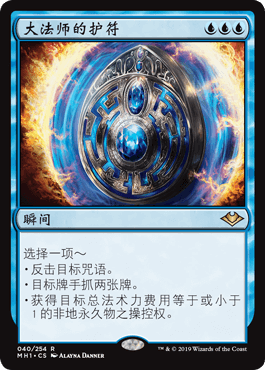 大法师的护符
瞬间
选择一项～
•反击目标咒语。
•目标牌手抓两张牌。
•获得目标总法术力费用等于或小于
1的非地永久物之操控权。
040/254 R
MH1•CS ALAYNA DANNER
™ & © 2019 Wizards of the Coast